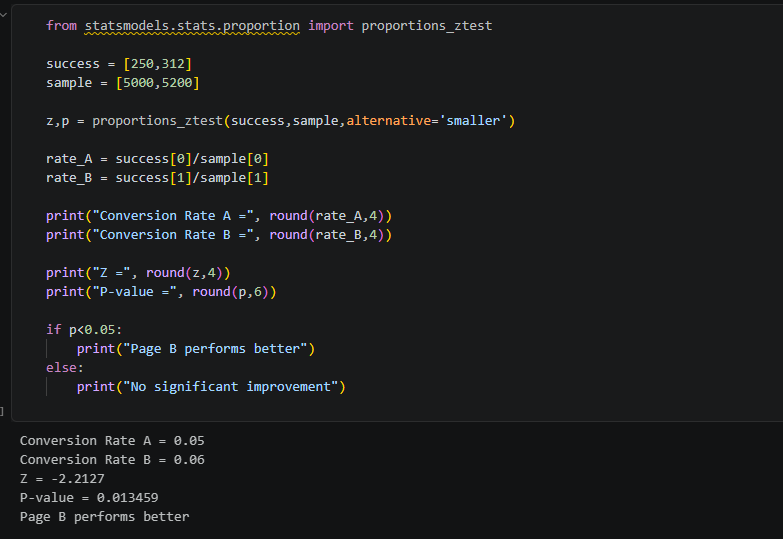 from statsmodels.stats.proportion import proportions_ztest
success = [250,312]
sample = [5000,5200]
z,p = proportions_ztest(success,sample,alternative='smaller')
rate_A = success[0]/sample[0]
rate_B = success[1]/sample[1]
print("Conversion Rate A =", round(rate_A,4))
print("Conversion Rate B =", round(rate_B,4))
print("Z =", round(z,4))
print("P-value =", round(p,6))
if p<0.05:
    print("Page B performs better")
else:
    print("No significant improvement")
]
Conversion Rate A = 0.05
Conversion Rate B = 0.06
Z = -2.2127
P-value = 0.013459
Page B performs better